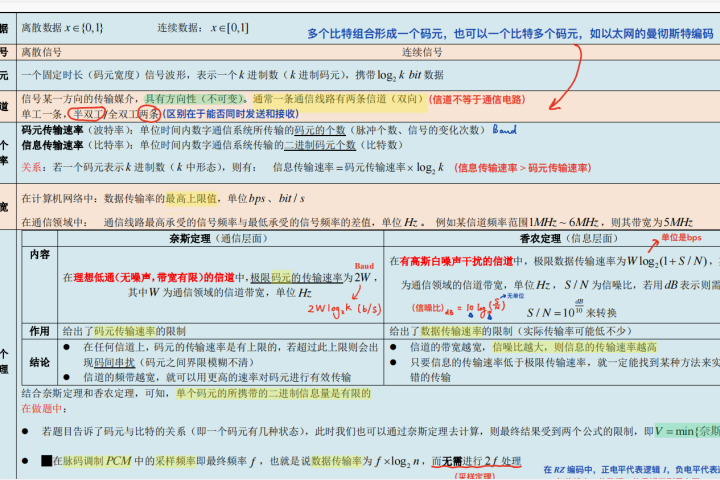 据 离散数据 x∈{0,1} 连续数据: x∈[0,1] 多个比特组合形成一个码元,也可以一个比特多个码元,如以太网的曼彻斯特编码
号 离散信号 连续信号
元 一个固定时长(码元宽度)信号波形,表示一个 k 进制数(k 进制码元),携带 log₂ k bit 数据
道 信号某一方向的传输媒介,具有方向性(不可变)。通常一条通信线路有两条信道(双向)(信道不等于通信电路)
单工一条,半双工/全双工两条(区别在于能否同时发送和接收)
个 码元传输速率(波特率):单位时间内数字通信系统所传输的码元的个数(脉冲个数、信号的变化次数) Baud
率 信息传输速率(比特率):单位时间内数字通信系统传输的二进制码元个数(比特数)
关系:若一个码元表示 k 进制数(k 中形态),则有: 信息传输速率=码元传输速率×log₂ k (信息传输速率>码元传输速率)
宽 在计算机网络中:数据传输率的最高上限值,单位 bps 、bit / s
在通信领域中: 通信线路最高承受的信号频率与最低承受的信号频率的差值,单位 Hz 。 例如某信道频率范围 1MHz ~ 6MHz ,则其带宽为 5MHz
奈斯定理(通信层面) 香农定理(信息层面) 单位是bps
内容
Baud
在理想低通(无噪声,带宽有限)的信道中,极限码元的传输速率为 2W ,
其中 W 为通信领域的信道带宽,单位 Hz
2Wlog₂k (b/s)
在有高斯白噪声干扰的信道中,极限数据传输速率为 W log₂(1+S/N) ,
为通信领域的信道带宽,单位 Hz , S / N 为信噪比,若用 dB 表示则需
(信噪比)dB = 10 log (S/N) 无单位 S / N = 10^(dB/10) 来转换
作用 给出了码元传输速率的限制 给出了数据传输速率的限制(实际传输率可能低不少)
结论
● 在任何信道上,码元的传输速率是有上限的,若超过此上限则会出
现码间串扰(码元之间界限模糊不清)
● 信道的频带越宽,就可以用更高的速率对码元进行有效传输
● 信道的带宽越宽,信噪比越大,则信息的传输速率越高
● 只要信息的传输速率低于极限传输速率,就一定能找到某种方法来实
错的传输
个
理
结合奈斯定理和香农定理,可知,单个码元的所携带的二进制信息量是有限的
在做题中:
● 若题目告诉了码元与比特的关系(即一个码元有几种状态),此时我们也可以通过奈斯定理去计算,则最终结果受到两个公式的限制,即 V = min{奈斯
● 在脉码调制 PCM 中的采样频率即最终频率 f ,也就是说数据传输率为 f×log₂ n ,而无需进行 2f 处理
(采样定理)
在 RZ 编码中,正电平代表逻辑 1,负电平代表逻